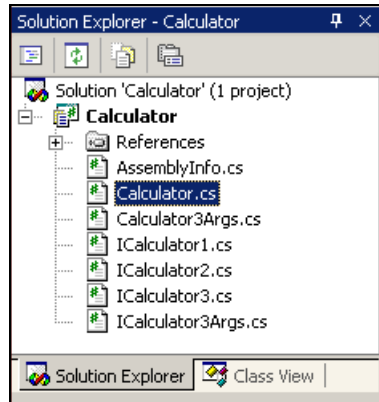 Solution Explorer - Calculator
Solution 'Calculator' (1 project)
Calculator
References
AssemblyInfo.cs
Calculator.cs
Calculator3Args.cs
ICalculator1.cs
ICalculator2.cs
ICalculator3.cs
ICalculator3Args.cs
Solution Explorer Class View